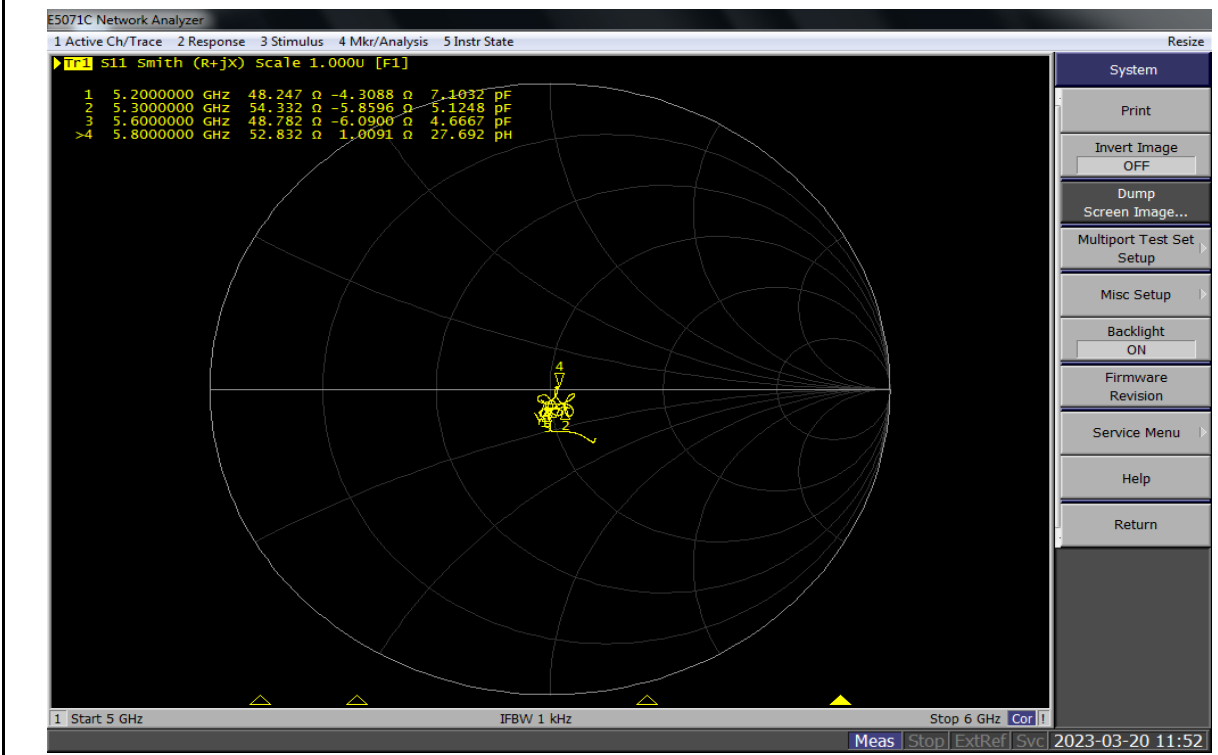 E5071C Network Analyzer
1 Active Ch/Trace 2 Response 3 Stimulus 4 Mkr/Analysis 5 Instr State Resize
Tr1 S11 Smith (R+jX) Scale 1.000U [F1]
1 5.2000000 GHz 48.247 Ω -4.3088 Ω 7.1032 pF
2 5.3000000 GHz 54.332 Ω -5.8596 Ω 5.1248 pF
3 5.6000000 GHz 48.782 Ω -6.0900 Ω 4.6667 pF
>4 5.8000000 GHz 52.832 Ω 1.0091 Ω 27.692 pH
4
2
System
Print
Invert Image
OFF
Dump
Screen Image...
Multiport Test Set
Setup
Misc Setup
Backlight
ON
Firmware
Revision
Service Menu
Help
Return
1 Start 5 GHz IFBW 1 kHz Stop 6 GHz Cor !
Meas Stop ExtRef Svc 2023-03-20 11:52